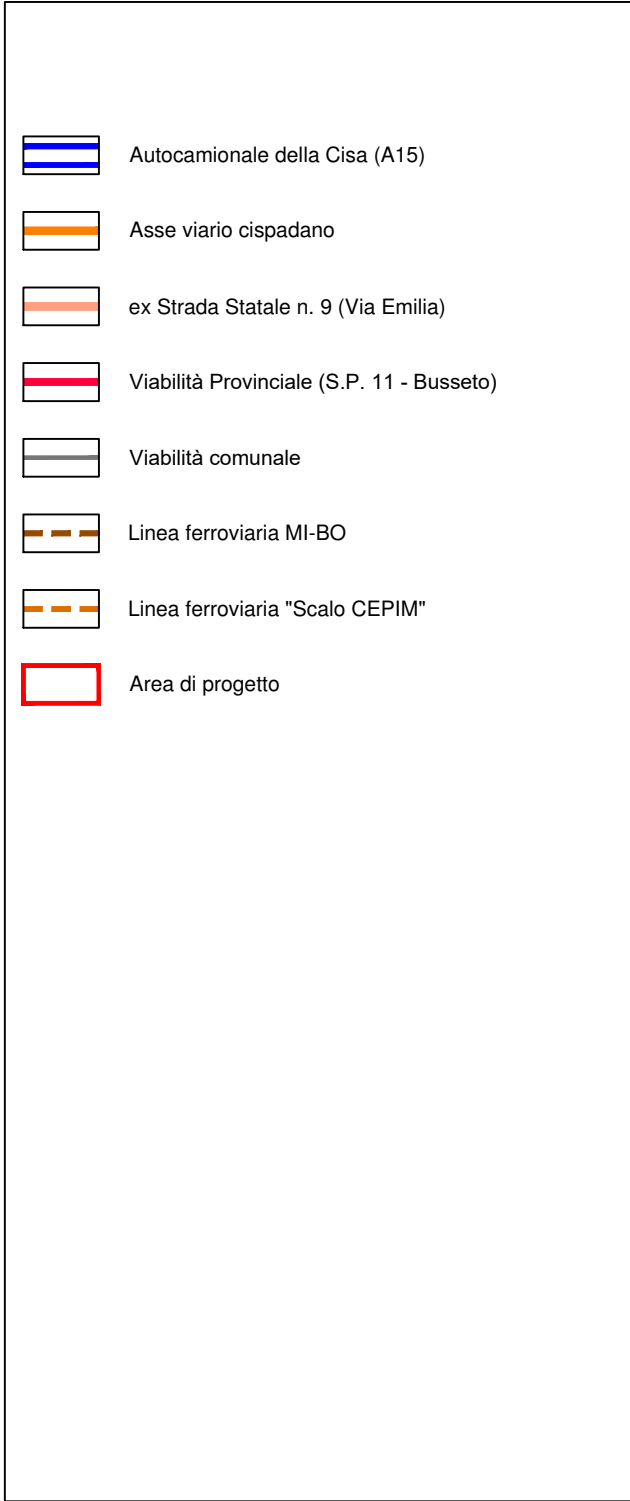 Autocamionale della Cisa (A15)
Asse viario cispadano
ex Strada Statale n. 9 (Via Emilia)
Viabilità Provinciale (S.P. 11 - Busseto)
Viabilità comunale
Linea ferroviaria MI-BO
Linea ferroviaria "Scalo CEPIM"
Area di progetto